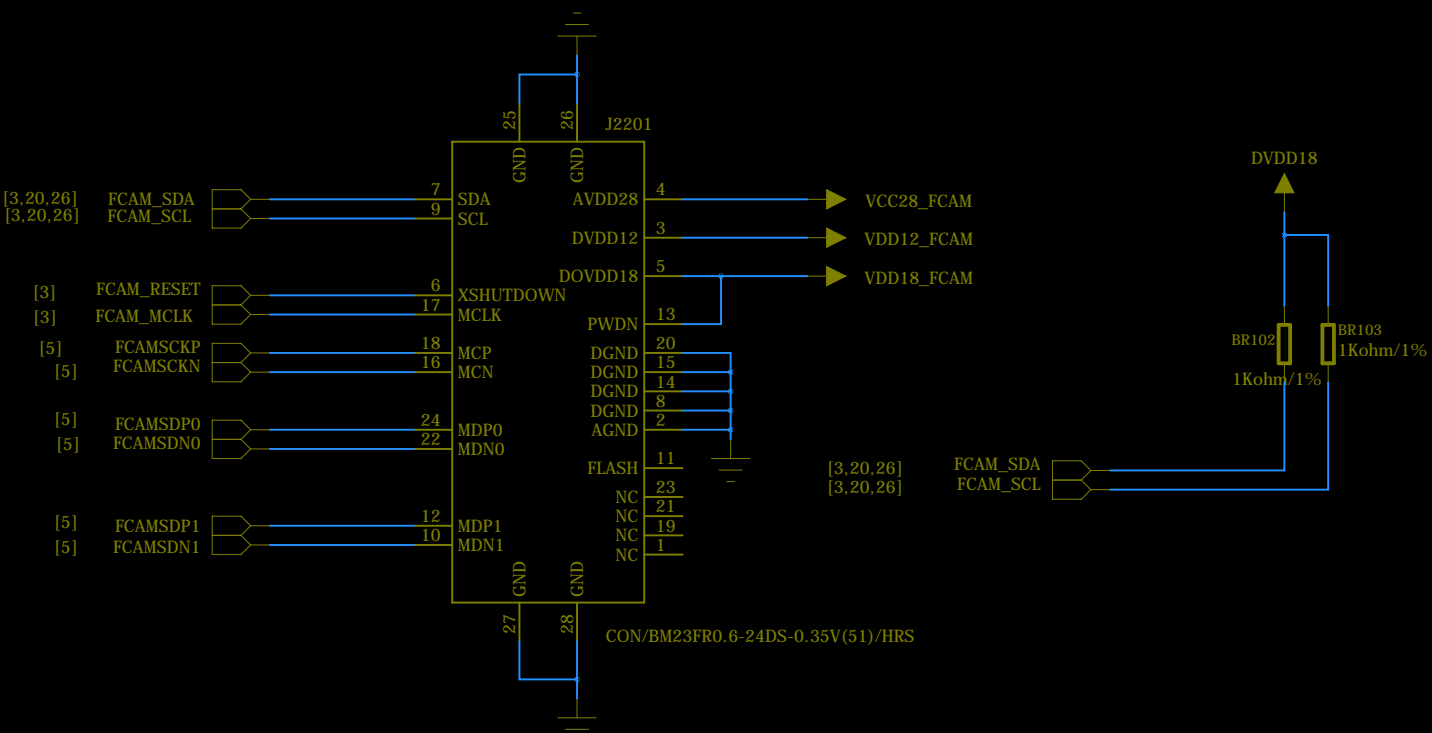 J2201
25
26
GND
GND
[3,20,26] FCAM_SDA 7 SDA
[3,20,26] FCAM_SCL 9 SCL
[3] FCAM_RESET 6 XSHUTDOWN
[3] FCAM_MCLK 17 MCLK
[5] FCAMSCKP 18 MCP
[5] FCAMSCKN 16 MCN
[5] FCAMSDP0 24 MDP0
[5] FCAMSDN0 22 MDN0
[5] FCAMSDP1 12 MDP1
[5] FCAMSDN1 10 MDN1
AVDD28 4 VCC28_FCAM
DVDD12 3 VDD12_FCAM
DOVDD18 5 VDD18_FCAM
PWDN 13
DGND 20
DGND 15
DGND 14
DGND 8
AGND 2
FLASH 11
NC 23
NC 21
NC 19
NC 1
GND
GND
27
28
CON/BM23FR0.6-24DS-0.35V(51)/HRS
DVDD18
BR102
1Kohm/1%
BR103
1Kohm/1%
[3,20,26] FCAM_SDA
[3,20,26] FCAM_SCL